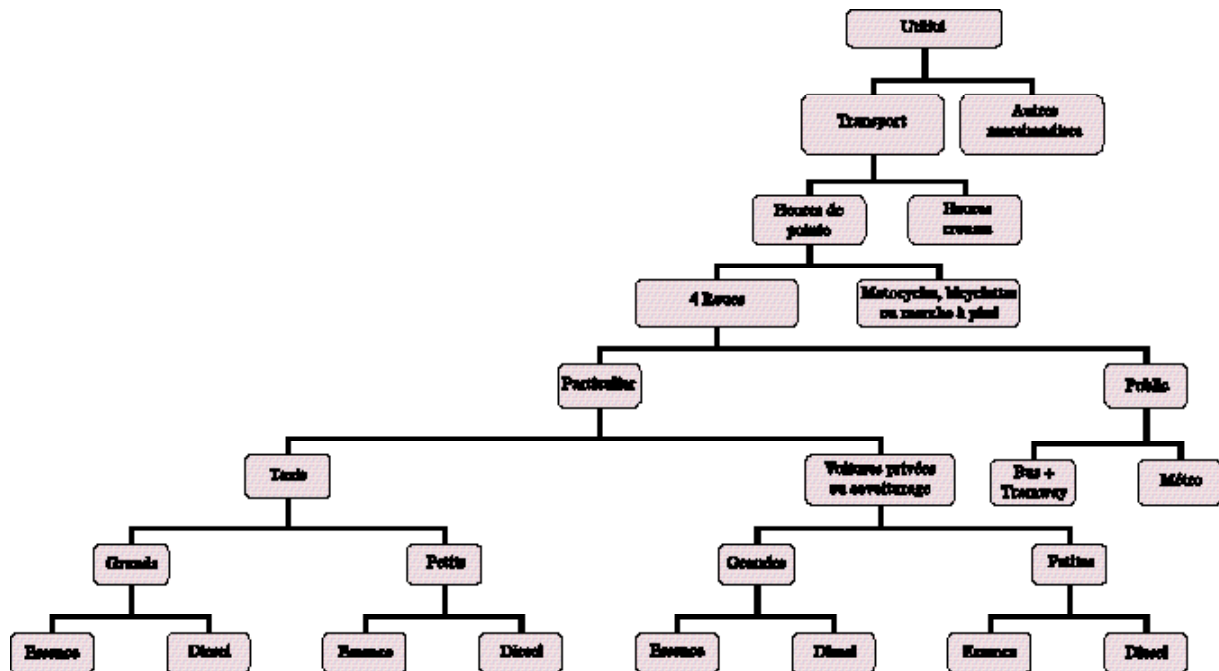 Utilité
Transport
Autres
marchandises
Heures de
pointe
Heures
creuses
4 Roues
Motocycles, bicyclettes
ou marche à pied
Particulier
Public
Taxis
Voitures privées
ou covoiturage
Bus +
Tramway
Métro
Grands
Petits
Grandes
Petites
Essence
Diesel
Essence
Diesel
Essence
Diesel
Essence
Diesel